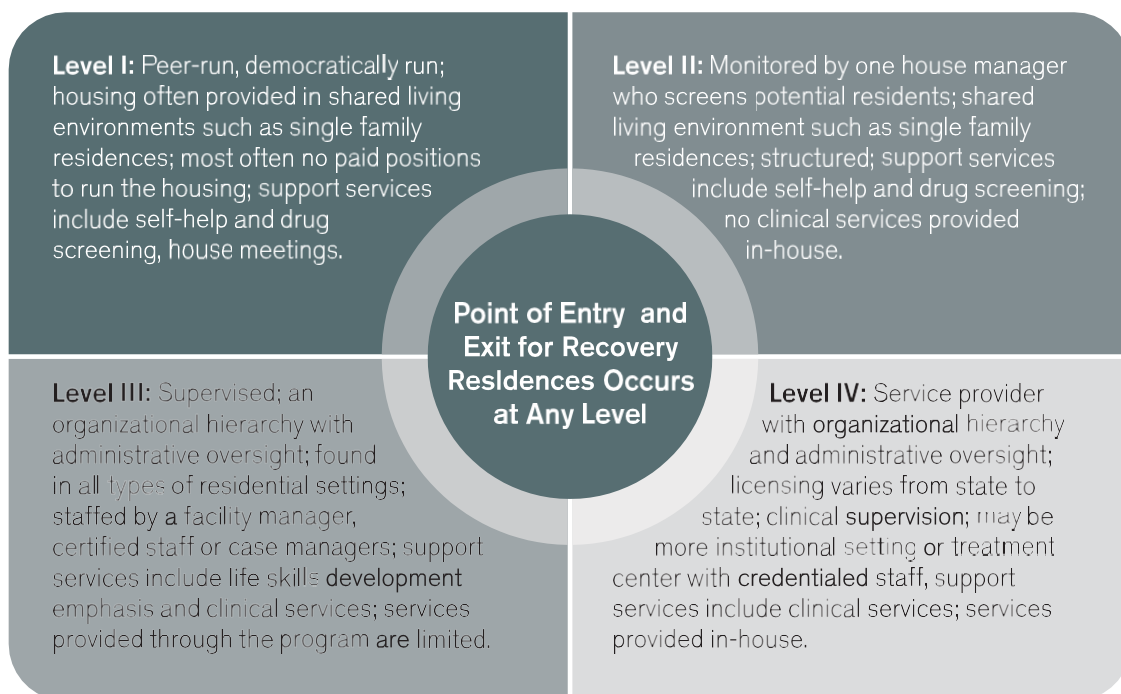 Level I: Peer-run, democratically run;
housing often provided in shared living
environments such as single family
residences; most often no paid positions
to run the housing; support services
include self-help and drug
screening, house meetings.
Level II: Monitored by one house manager
who screens potential residents; shared
living environment such as single family
residences; structured; support services
include self-help and drug screening;
no clinical services provided
in-house.
Point of Entry and
Exit for Recovery
ResIdences Occurs
at Any Level
Level III: Supervised; an
organizational hierarchy with
administrative oversight; found
in all types of residential settings;
staffed by a facility manager,
certified staff or case managers; support
services include life skills development
emphasis and clinical services; services
provided through the program are limited.
Level IV: Service provider
with organizational hierarchy
and administrative oversight;
licensing varies from state to
state; clinical supervision; may be
more institutional setting or treatment
center with credentialed staff, support
services include clinical services; services
provided in-house.